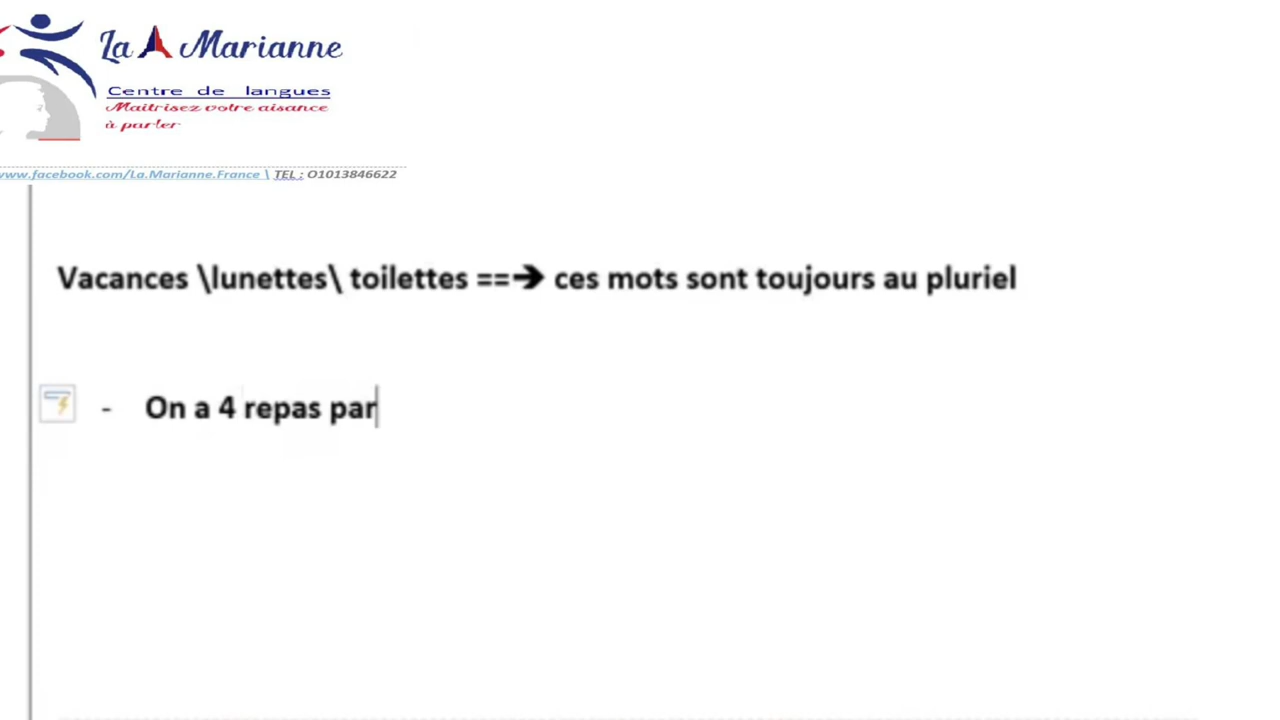 La Marianne
Centre de langues
Maitrisez votre aisance
à parler
www.facebook.com/La.Marianne.France \ TEL : O1013846622
Vacances \lunettes\ toilettes ==➔ ces mots sont toujours au pluriel
- On a 4 repas par